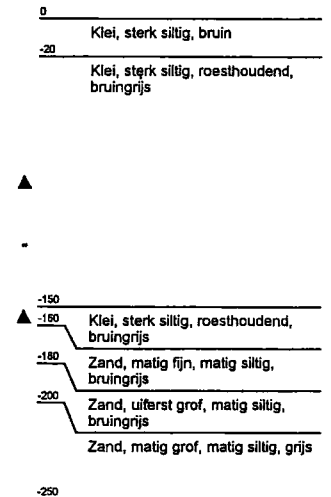 0
Klei, sterk siltig, bruin
-20
Klei, sterk siltig, roesthoudend,
bruingrijs
-150
-160
Klei, sterk siltig, roesthoudend,
bruingrijs
-180
Zand, matig fijn, matig siltig,
bruingrijs
-200
Zand, uiterst grof, matig siltig,
bruingrijs
Zand, matig grof, matig siltig, grijs
-250